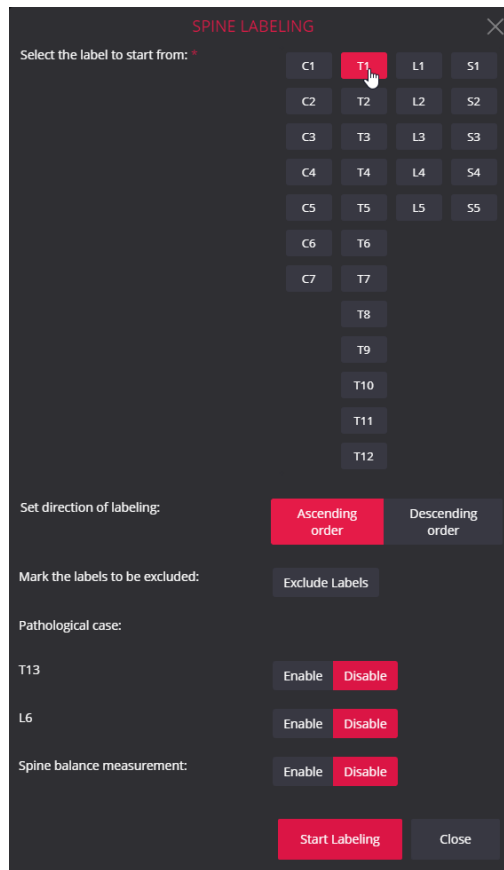 SPINE LABELING
Select the label to start from: *
C1 T1 L1 S1
C2 T2 L2 S2
C3 T3 L3 S3
C4 T4 L4 S4
C5 T5 L5 S5
C6 T6
C7 T7
T8
T9
T10
T11
T12
Set direction of labeling:
Ascending
order
Descending
order
Mark the labels to be excluded:
Exclude Labels
Pathological case:
T13
Enable Disable
L6
Enable Disable
Spine balance measurement:
Enable Disable
Start Labeling Close